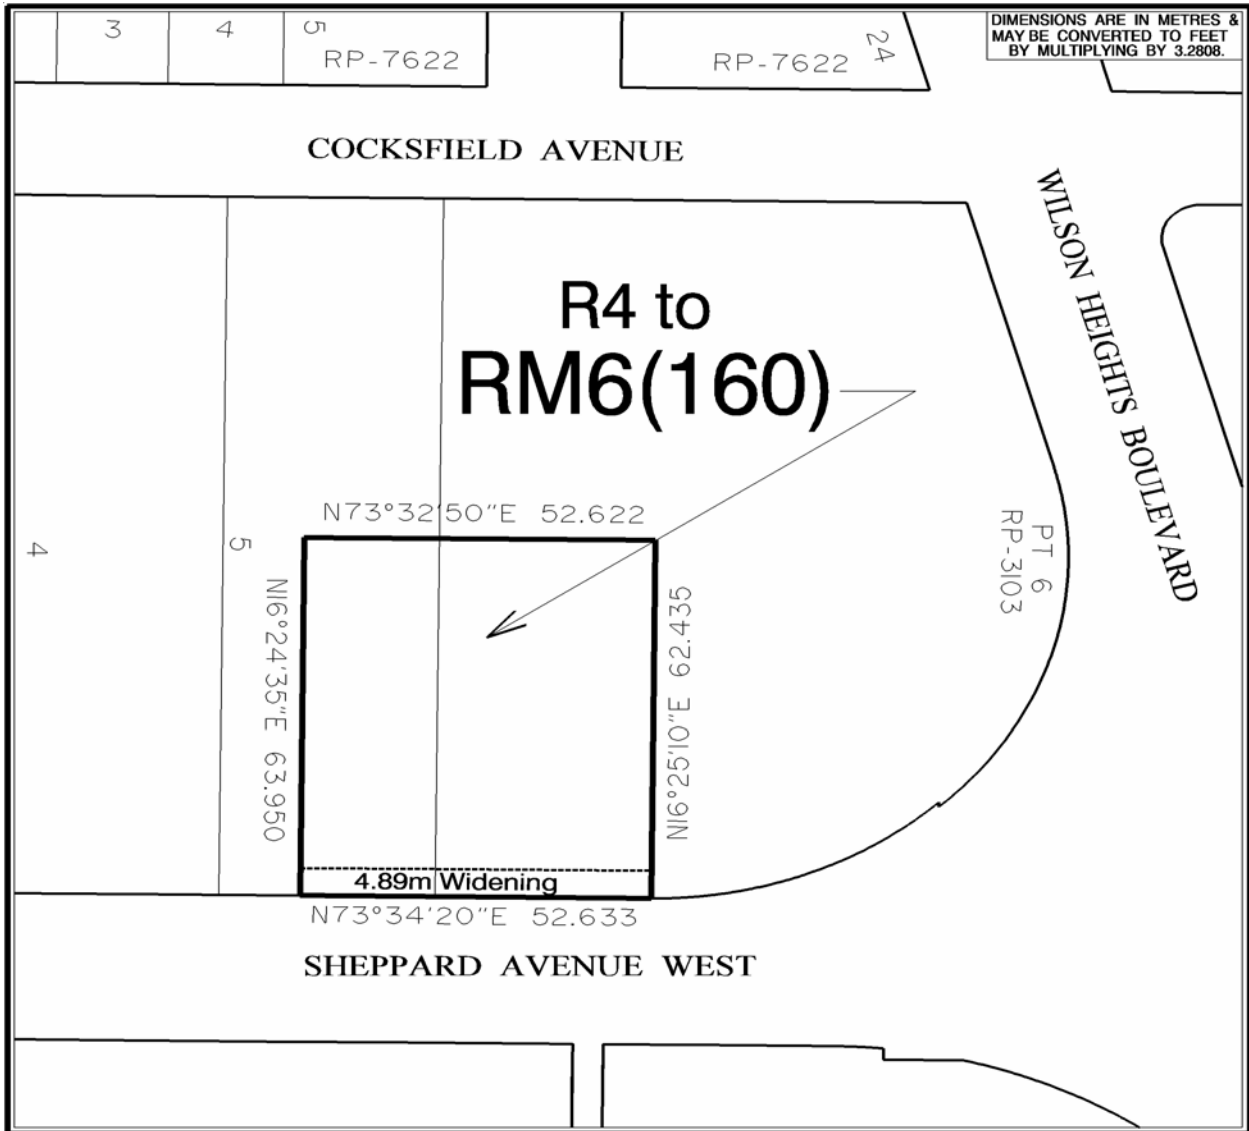 DIMENSIONS ARE IN METRES &
MAY BE CONVERTED TO FEET
BY MULTIPLYING BY 3.2808.
3
4
5
RP-7622
RP-7622
24
COCKSFIELD AVENUE
WILSON HEIGHTS BOULEVARD
R4 to
RM6(160)
N73°32'50"E 52.622
4
5
N16°24'35"E 63.950
N16°25'10"E 62.435
PT 6
RP-3103
4.89m Widening
N73°34'20"E 52.633
SHEPPARD AVENUE WEST